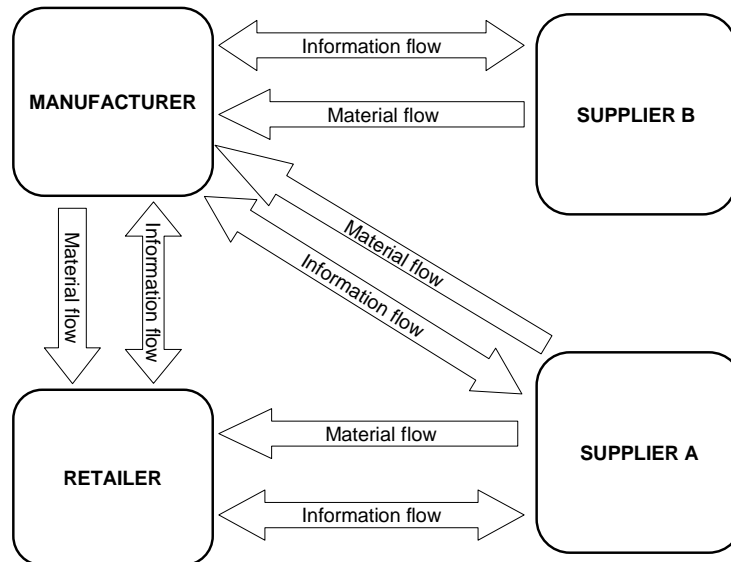 Information flow
MANUFACTURER
Material flow
SUPPLIER B
Material flow
Information flow
Material flow
Information flow
Material flow
SUPPLIER A
RETAILER
Information flow